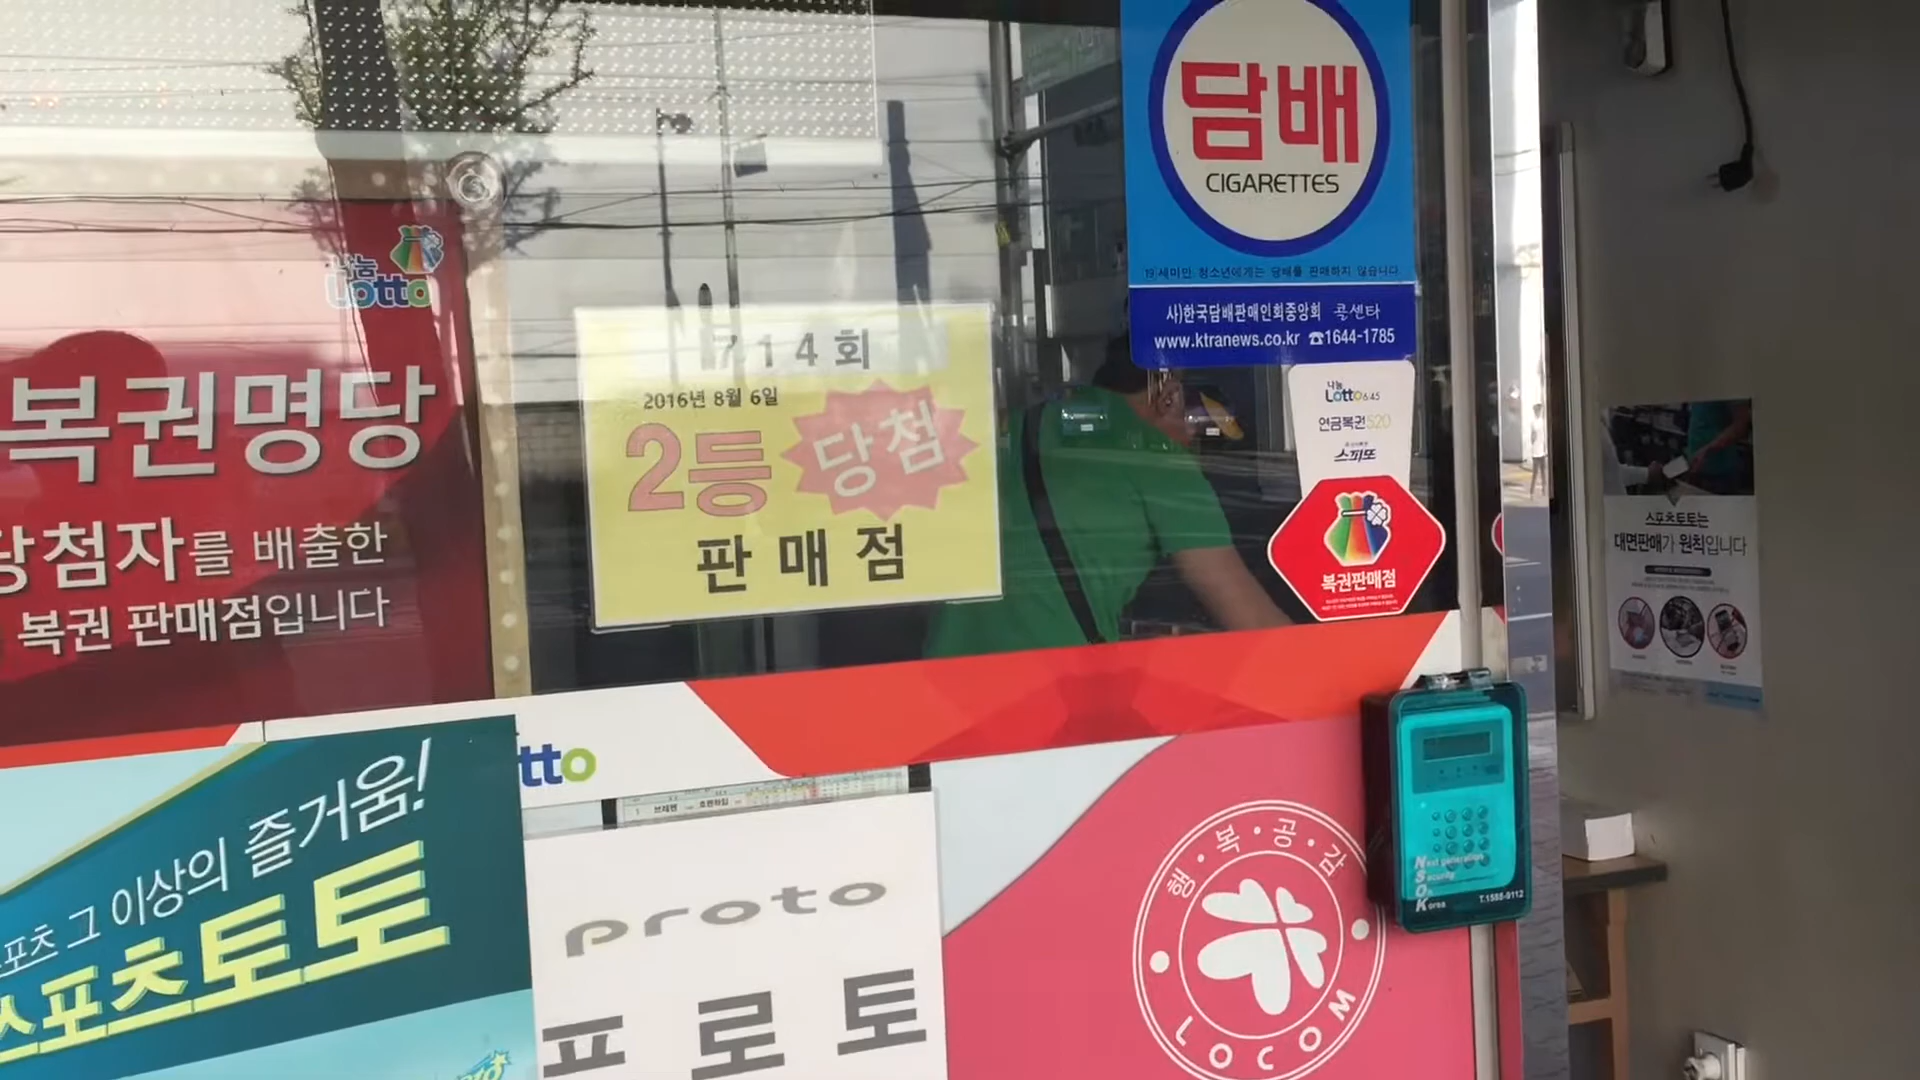 담배
CIGARETTES
19세미만 청소년에게는 담배를 판매하지 않습니다
사)한국담배판매인회중앙회 콜센타
www.ktranews.co.kr ☎1644-1785
나눔
Lotto
복권명당
당첨자를 배출한
복권 판매점입니다
714회
2016년 8월 6일
2등 당첨
판매점
나눔
Lotto 6/45
연금복권520
스피또
복권판매점
스포츠토토는
대면판매가 원칙입니다
스포츠 그 이상의 즐거움!
스포츠토토
tto
proto
프로토
행·복·공·감
LOCOM
Next generation
Security
On
Korea
T.1588-9112